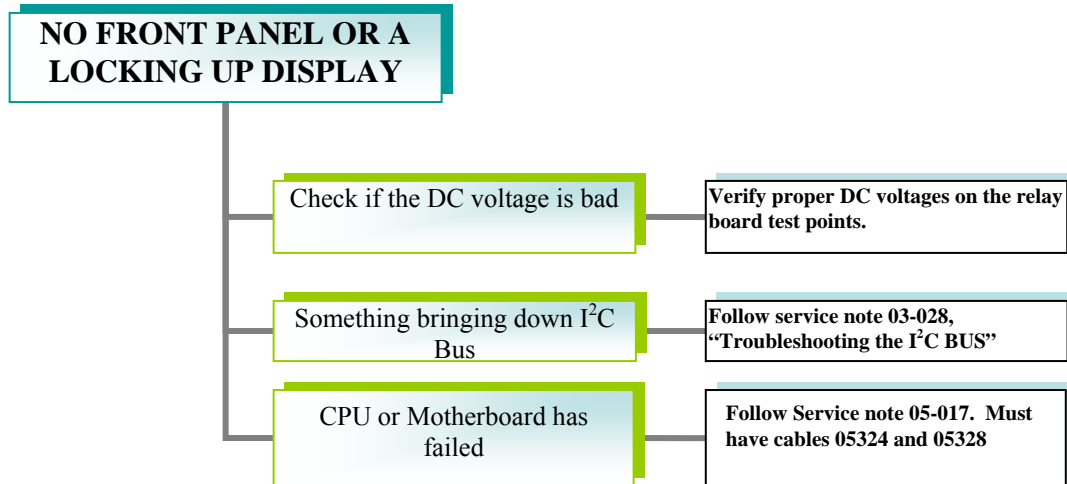 NO FRONT PANEL OR A
LOCKING UP DISPLAY
Check if the DC voltage is bad
Verify proper DC voltages on the relay
board test points.
Something bringing down I²C
Bus
Follow service note 03-028,
“Troubleshooting the I²C BUS”
CPU or Motherboard has
failed
Follow Service note 05-017.  Must
have cables 05324 and 05328